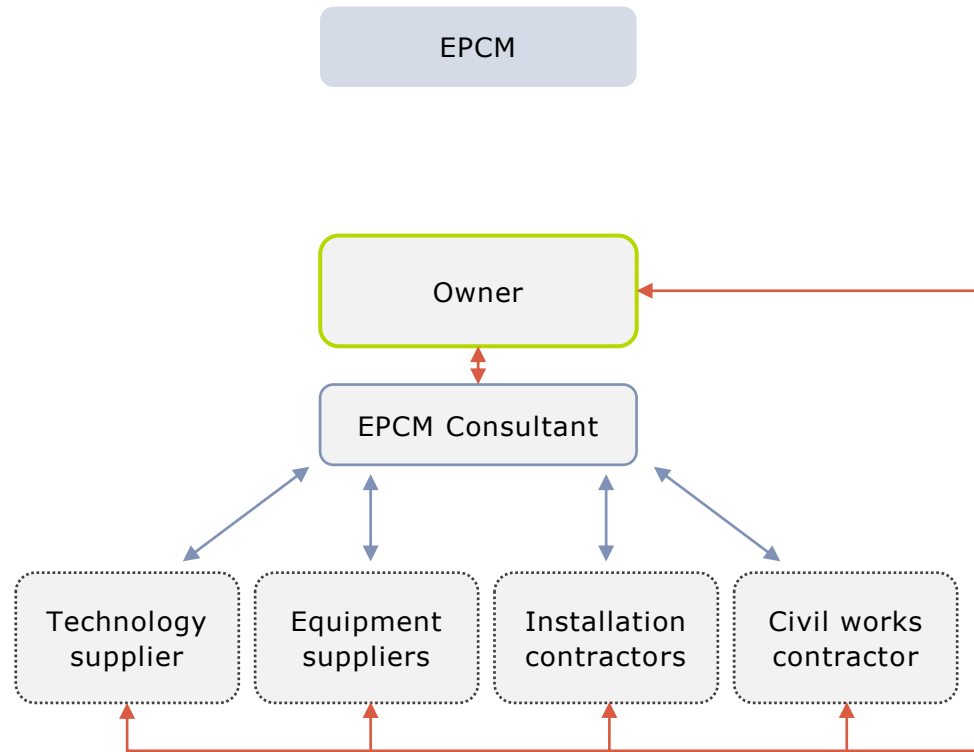 EPCM
Owner
EPCM Consultant
Technology
supplier
Equipment
suppliers
Installation
contractors
Civil works
contractor